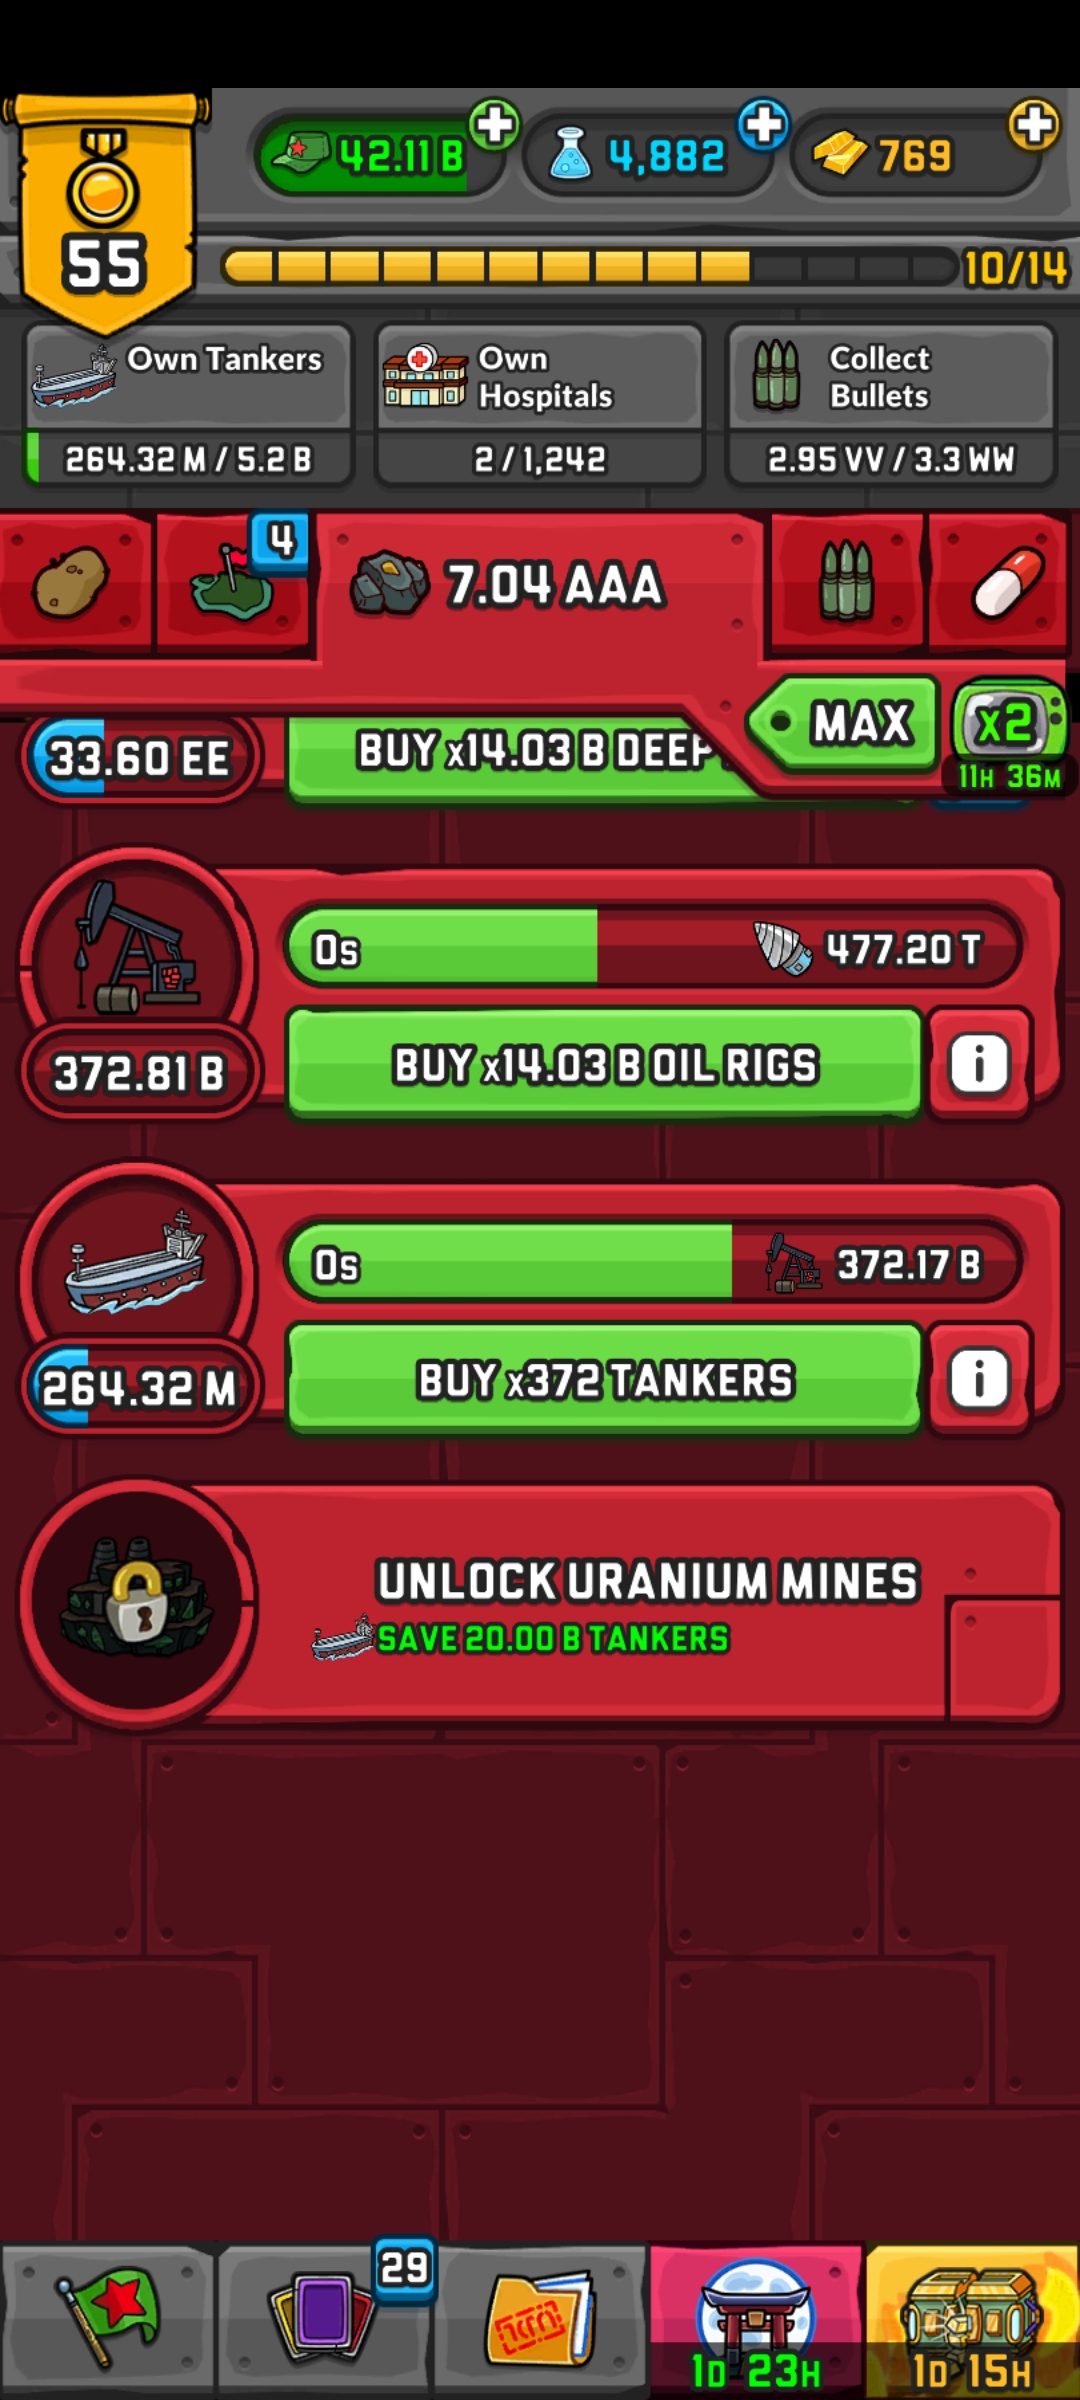 42.11 B
4,882
769
55
10/14
Own Tankers
264.32 M / 5.2 B
Own
Hospitals
2 / 1,242
Collect
Bullets
2.95 VV / 3.3 WW
4
7.04 AAA
MAX
x2
11H 36M
33.60 EE
BUY x14.03 B DEEP
0s
477.20 T
372.81 B
BUY x14.03 B OIL RIGS
i
0s
372.17 B
264.32 M
BUY x372 TANKERS
i
UNLOCK URANIUM MINES
SAVE 20.00 B TANKERS
29
1D 23H
1D 15H